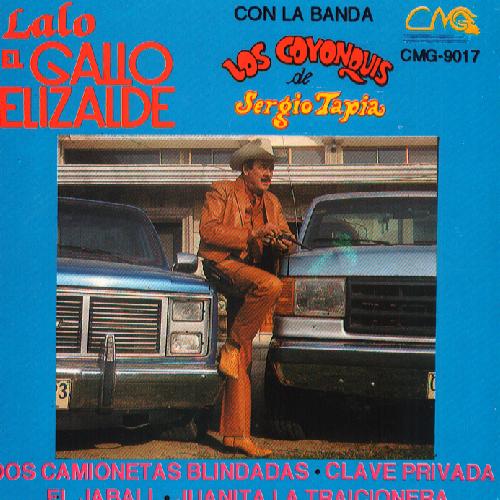 Lalo
EL GALLO
ELIZALDE
CON LA BANDA
LOS COYONQUIS
de
Sergio Tapia
CMG
CMG-9017
3
DOS CAMIONETAS BLINDADAS • CLAVE PRIVADA
EL JABALI • JUANITA LA TRAICIONERA